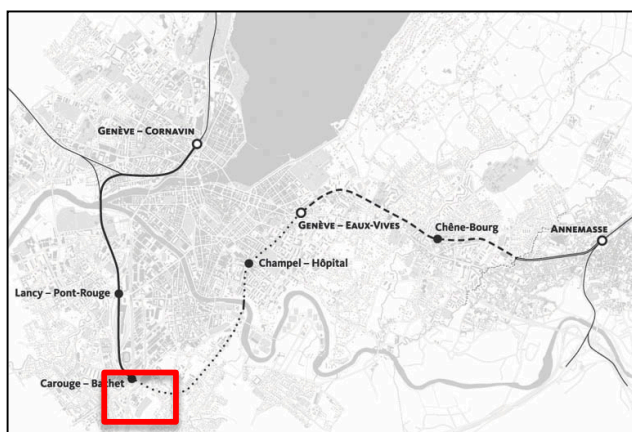 GENÈVE – CORNAVIN
GENÈVE – EAUX-VIVES
Chêne-Bourg
ANNEMASSE
Champel – Hôpital
Lancy – Pont-Rouge
Carouge – Bachet